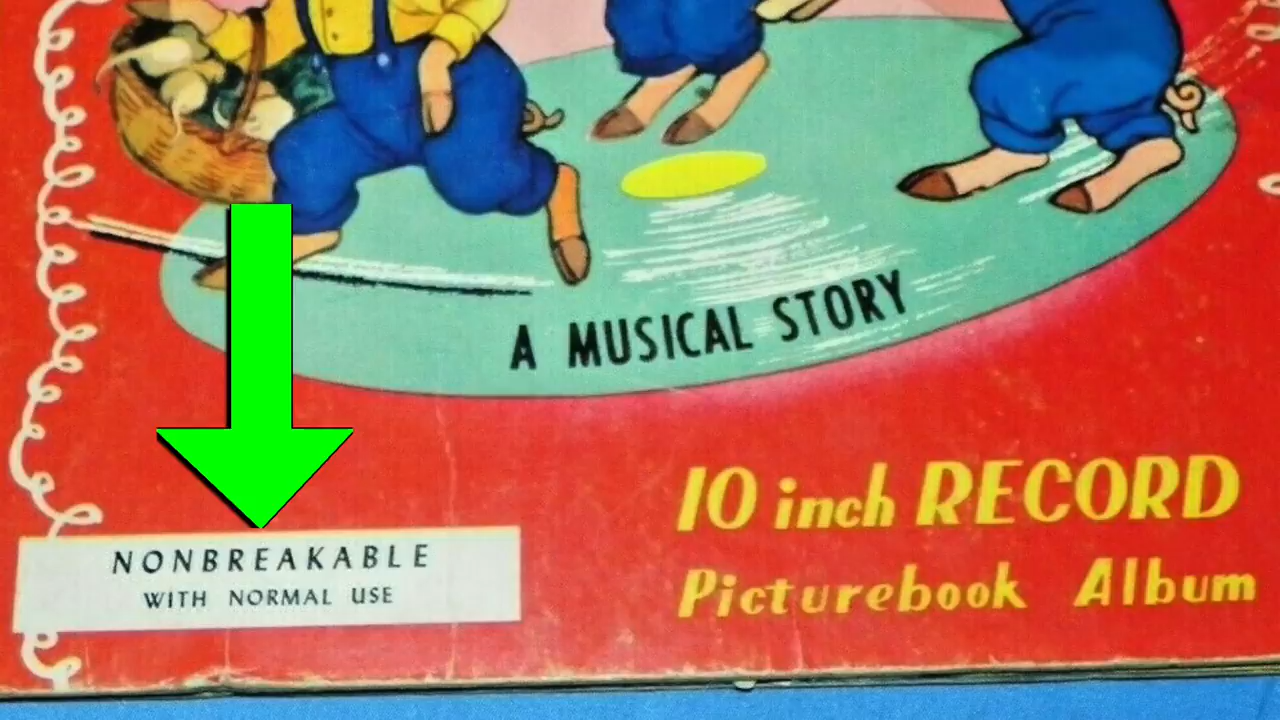 A MUSICAL STORY
10 inch RECORD
Picturebook Album
NONBREAKABLE
WITH NORMAL USE